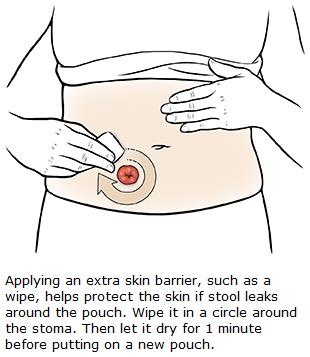 Applying an extra skin barrier, such as a
wipe, helps protect the skin if stool leaks
around the pouch. Wipe it in a circle around
the stoma. Then let it dry for 1 minute
before putting on a new pouch.